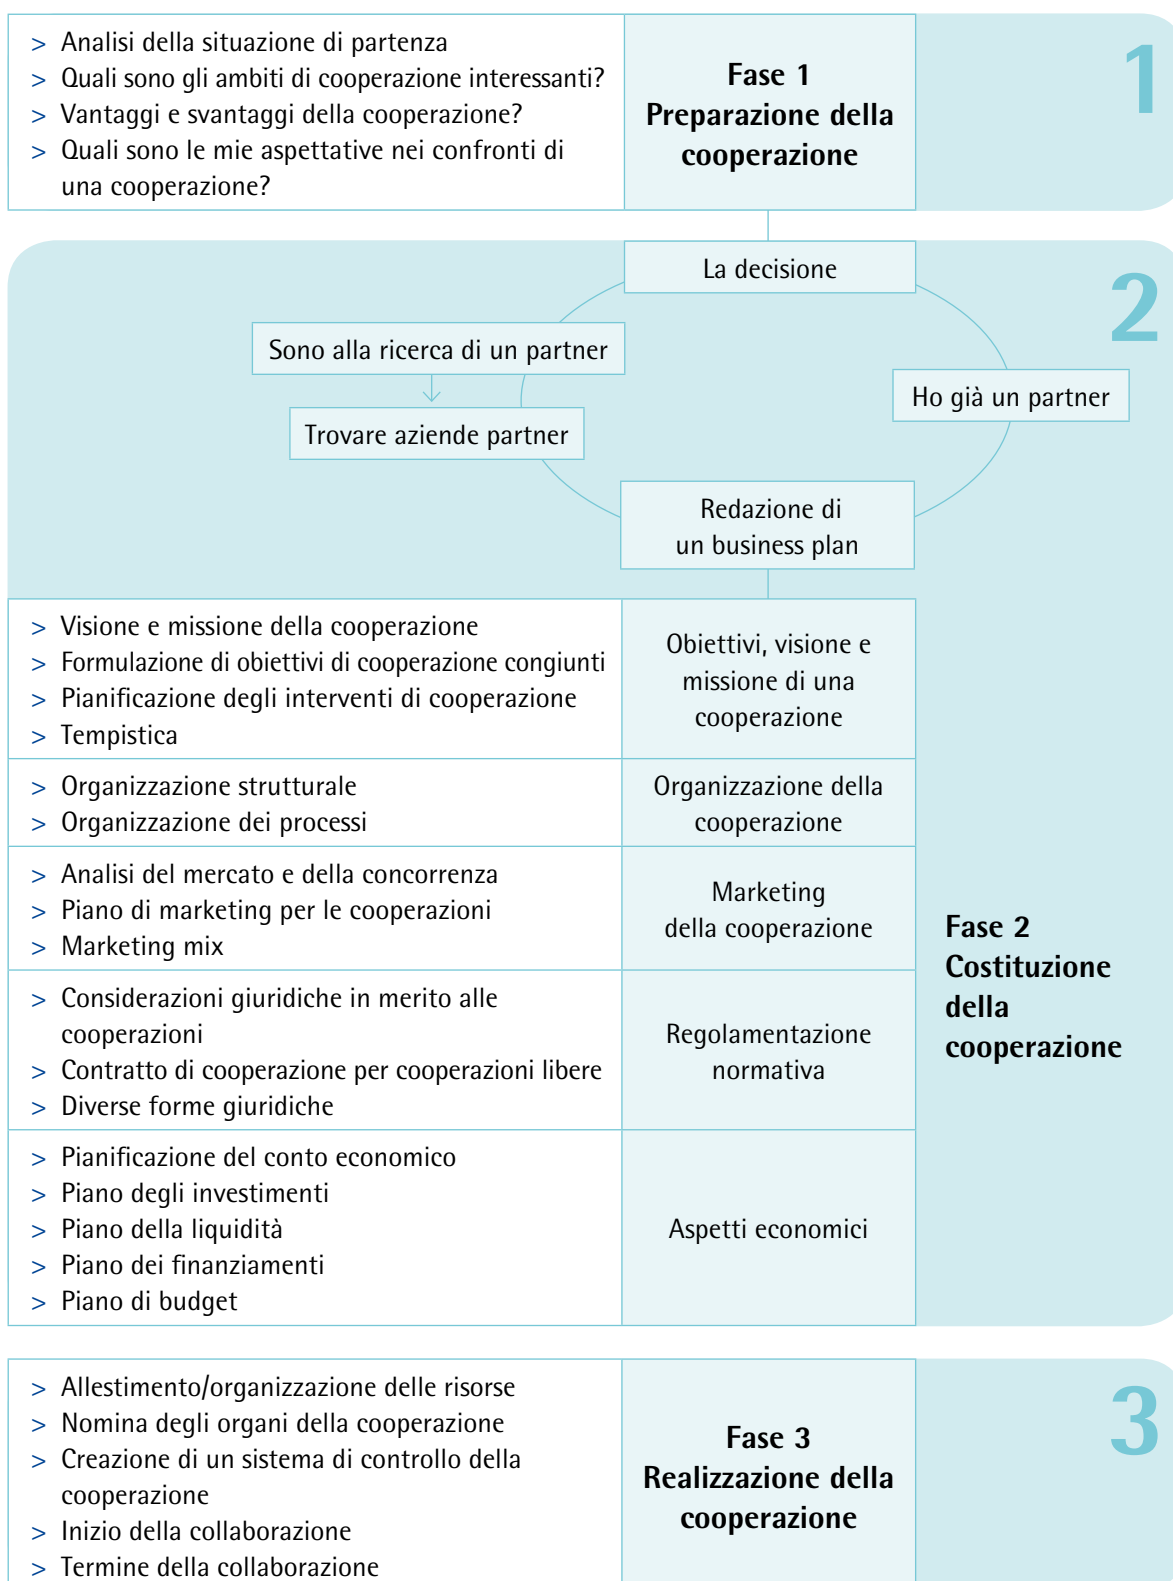 > Analisi della situazione di partenza
> Quali sono gli ambiti di cooperazione interessanti?
> Vantaggi e svantaggi della cooperazione?
> Quali sono le mie aspettative nei confronti di
una cooperazione?
Fase 1
Preparazione della
cooperazione
1
La decisione
2
Sono alla ricerca di un partner
Ho già un partner
Trovare aziende partner
Redazione di
un business plan
> Visione e missione della cooperazione
> Formulazione di obiettivi di cooperazione congiunti
> Pianificazione degli interventi di cooperazione
> Tempistica
Obiettivi, visione e
missione di una
cooperazione
> Organizzazione strutturale
> Organizzazione dei processi
Organizzazione della
cooperazione
> Analisi del mercato e della concorrenza
> Piano di marketing per le cooperazioni
> Marketing mix
Marketing
della cooperazione
> Considerazioni giuridiche in merito alle
cooperazioni
> Contratto di cooperazione per cooperazioni libere
> Diverse forme giuridiche
Regolamentazione
normativa
> Pianificazione del conto economico
> Piano degli investimenti
> Piano della liquidità
> Piano dei finanziamenti
> Piano di budget
Aspetti economici
Fase 2
Costituzione
della
cooperazione
> Allestimento/organizzazione delle risorse
> Nomina degli organi della cooperazione
> Creazione di un sistema di controllo della
cooperazione
> Inizio della collaborazione
> Termine della collaborazione
Fase 3
Realizzazione della
cooperazione
3